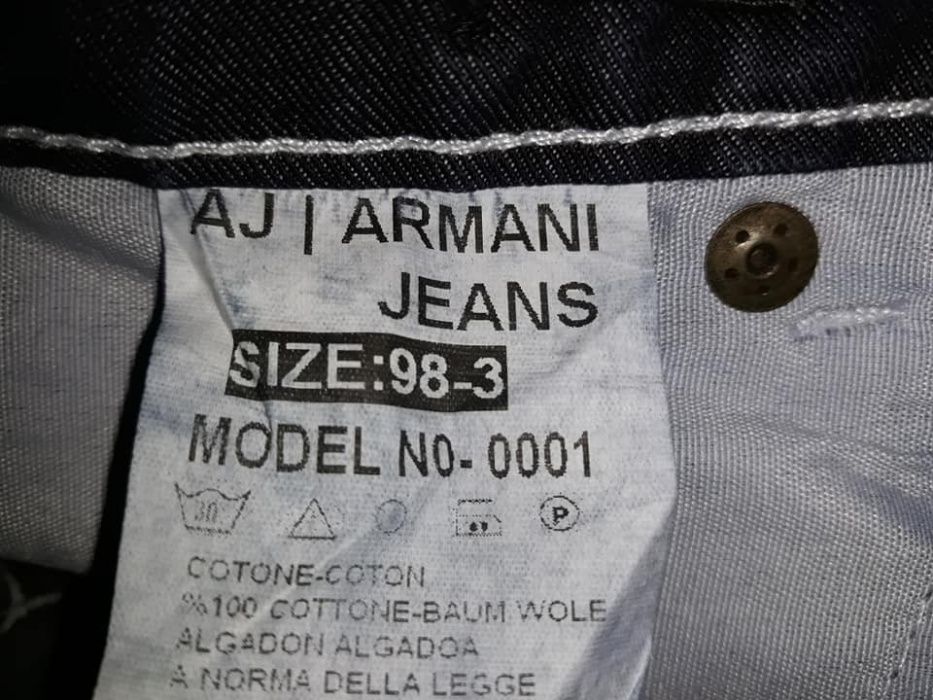 AJ | ARMANI
JEANS
SIZE:98-3
MODEL N0-0001
30
P
COTONE-COTON
%100 COTTONE-BAUM WOLE
ALGADON ALGADOA
A NORMA DELLA LEGGE